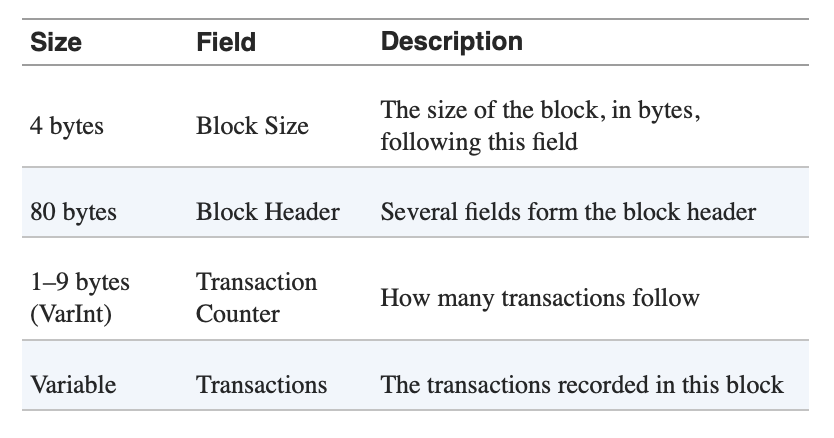 Size Field Description
4 bytes Block Size The size of the block, in bytes,
following this field
80 bytes Block Header Several fields form the block header
1–9 bytes
(VarInt) Transaction
Counter How many transactions follow
Variable Transactions The transactions recorded in this block